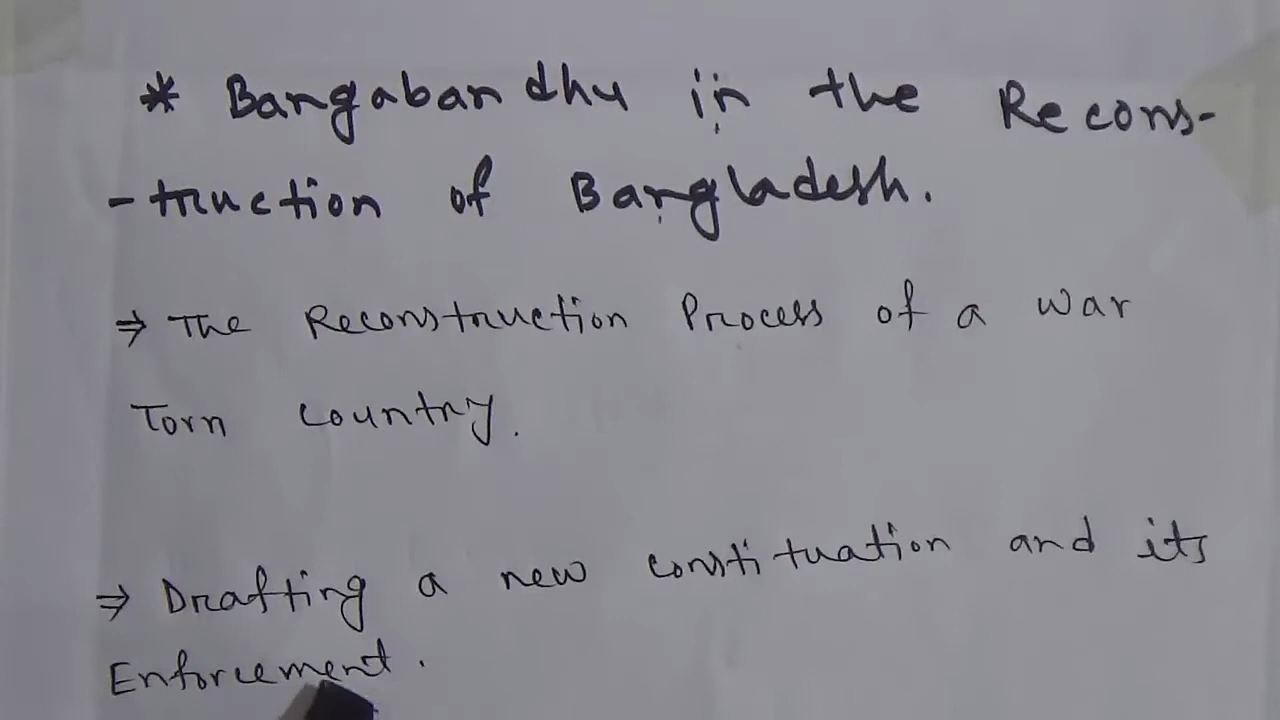 * Bangabandhu in the Recons-
-truction of Bangladesh.
⇒ The Reconstruction Process of a war
Torn country.
⇒ Drafting a new constituation and its
Enforcement.